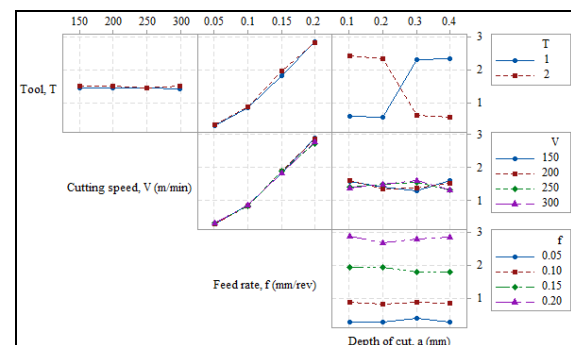 150 200 250 300 0.05 0.1 0.15 0.2 0.1 0.2 0.3 0.4
Tool, T
3
2
1
T
1
2
Cutting speed, V (m/min)
3
2
1
V
150
200
250
300
Feed rate, f (mm/rev)
3
2
1
f
0.05
0.10
0.15
0.20
Depth of cut, a (mm)